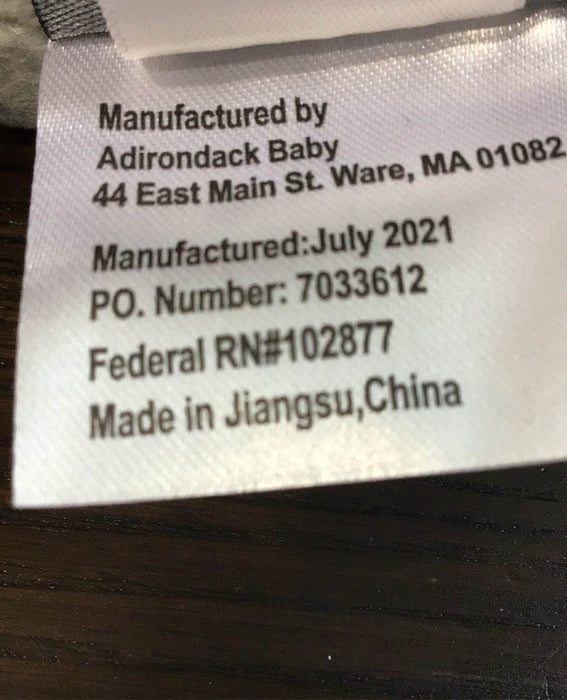 Manufactured by
Adirondack Baby
44 East Main St. Ware, MA 01082
Manufactured:July 2021
PO. Number: 7033612
Federal RN#102877
Made in Jiangsu,China